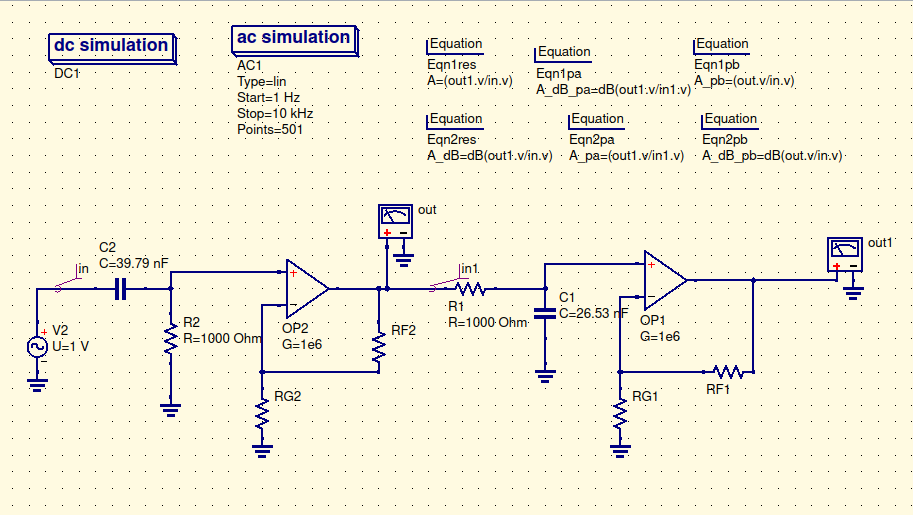 dc simulation
DC1
ac simulation
AC1
Type=lin
Start=1 Hz
Stop=10 kHz
Points=501
Equation
Eqn1res
A=(out1.v/in.v)
Equation
Eqn1pa
A_dB_pa=dB(out1.v/in1.v)
Equation
Eqn1pb
A_pb=(out.v/in.v)
Equation
Eqn2res
A_dB=dB(out1.v/in.v)
Equation
Eqn2pa
A_pa=(out1.v/in1.v)
Equation
Eqn2pb
A_dB_pb=dB(out.v/in.v)
out
+ −
in
C2
C=39.79 nF
+
V2
U=1 V
−
R2
R=1000 Ohm
+
−
OP2
G=1e6
RF2
RG2
in1
R1
R=1000 Ohm
C1
C=26.53 nF
+
−
OP1
G=1e6
RG1
RF1
out1
+ −